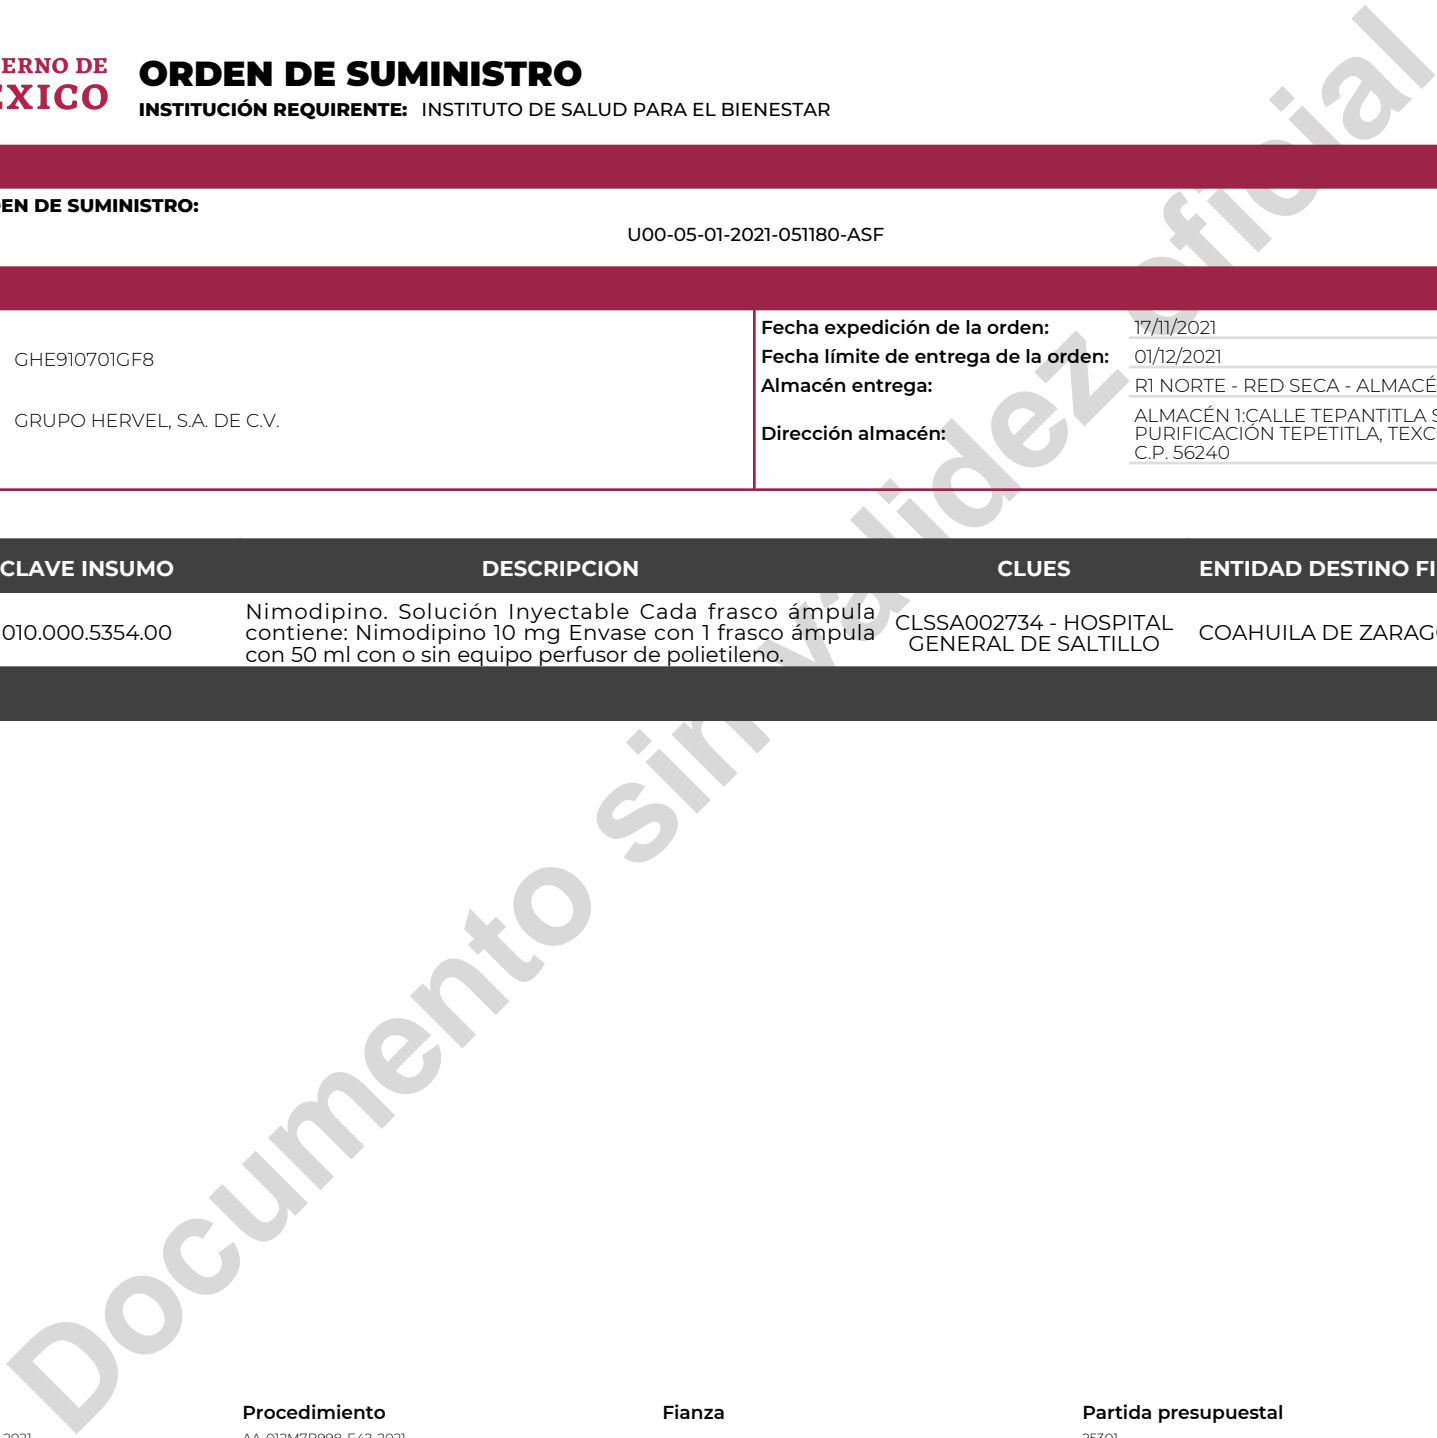 ERNO DE
ORDEN DE SUMINISTRO
EXICO
INSTITUCIÓN REQUIRENTE: INSTITUTO DE SALUD PARA EL BIENESTAR
EN DE SUMINISTRO:
U00-05-01-2021-051180-ASF
GHE910701GF8
GRUPO HERVEL, S.A. DE C.V.
Fecha expedición de la orden: 17/11/2021
Fecha límite de entrega de la orden: 01/12/2021
Almacén entrega: R1 NORTE - RED SECA - ALMACÉ
Dirección almacén:
ALMACÉN 1:CALLE TEPANTITLA S
PURIFICACIÓN TEPETITLA, TEXC
C.P. 56240
CLAVE INSUMO DESCRIPCION CLUES ENTIDAD DESTINO FI
010.000.5354.00
Nimodipino. Solución Inyectable Cada frasco ámpula
contiene: Nimodipino 10 mg Envase con 1 frasco ámpula
con 50 ml con o sin equipo perfusor de polietileno.
CLSSA002734 - HOSPITAL
GENERAL DE SALTILLO
COAHUILA DE ZARAG
Documento sin validez oficial
Procedimiento Fianza Partida presupuestal